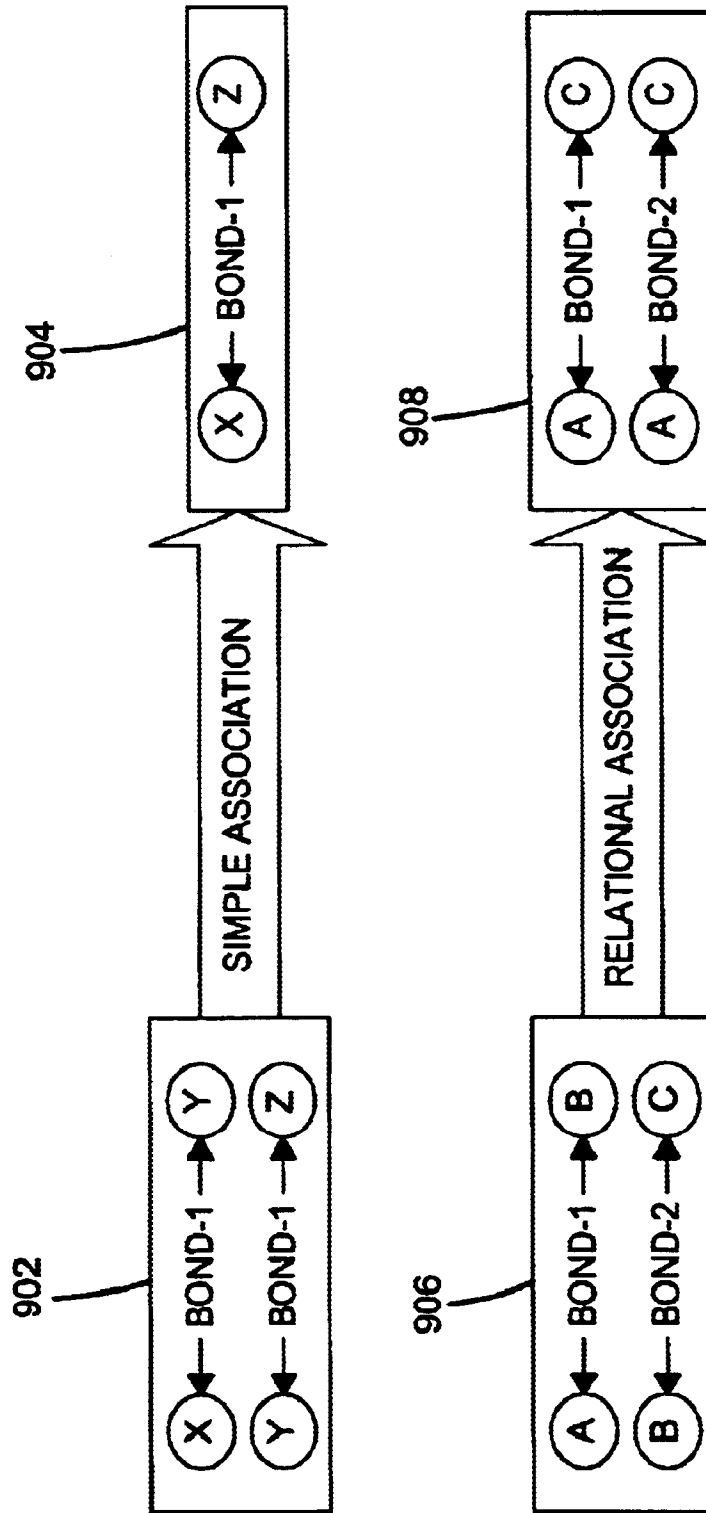 902
X BOND-1 Y
Y BOND-1 Z
SIMPLE ASSOCIATION
904
X BOND-1 Z
906
A BOND-1 B
B BOND-2 C
RELATIONAL ASSOCIATION
908
A BOND-1 C
A BOND-2 C